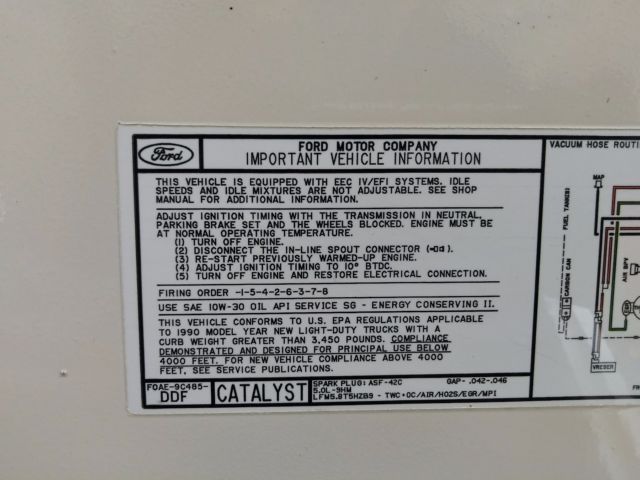 Ford
FORD MOTOR COMPANY
IMPORTANT VEHICLE INFORMATION
THIS VEHICLE IS EQUIPPED WITH EEC IV/EFI SYSTEMS. IDLE
SPEEDS AND IDLE MIXTURES ARE NOT ADJUSTABLE. SEE SHOP
MANUAL FOR ADDITIONAL INFORMATION.
ADJUST IGNITION TIMING WITH THE TRANSMISSION IN NEUTRAL,
PARKING BRAKE SET AND THE WHEELS BLOCKED. ENGINE MUST BE
AT NORMAL OPERATING TEMPERATURE.
(1) TURN OFF ENGINE.
(2) DISCONNECT THE IN-LINE SPOUT CONNECTOR ( ).
(3) RE-START PREVIOUSLY WARMED-UP ENGINE.
(4) ADJUST IGNITION TIMING TO 10° BTDC.
(5) TURN OFF ENGINE AND RESTORE ELECTRICAL CONNECTION.
FIRING ORDER -1-5-4-2-6-3-7-8
USE SAE 10W-30 OIL API SERVICE SG - ENERGY CONSERVING II.
THIS VEHICLE CONFORMS TO U.S. EPA REGULATIONS APPLICABLE
TO 1990 MODEL YEAR NEW LIGHT-DUTY TRUCKS WITH A
CURB WEIGHT GREATER THAN 3,450 POUNDS. COMPLIANCE
DEMONSTRATED AND DESIGNED FOR PRINCIPAL USE BELOW
4000 FEET. FOR NEW VEHICLE COMPLIANCE ABOVE 4000
FEET, SEE SERVICE PUBLICATIONS.
F0AE-9C485-
DDF
CATALYST
SPARK PLUG: ASF-42C GAP- .042-.046
5.0L-9HM
LFM5.8T5HZB9 - TWC+OC/AIR/HO2S/EGR/MPI
VACUUM HOSE ROUTI
MAP
FUEL TANK(S)
CARBON CAN
AIR BPV
VRESER
FR